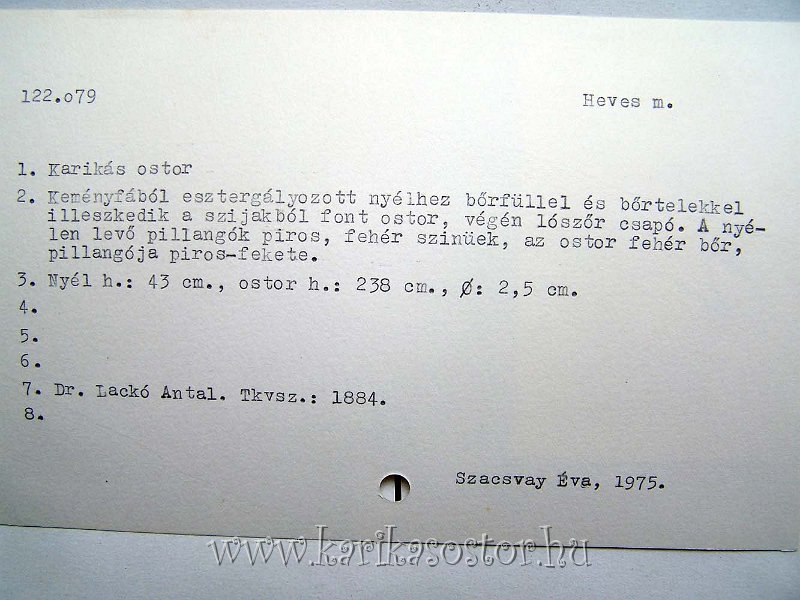 122.o79
Heves m.
1. Karikás ostor
2. Keményfából esztergályozott nyélhez bőrfüllel és bőrtelekkel
illeszkedik a szijakból font ostor, végén lószőr csapó. A nyé-
len levő pillangók piros, fehér szinüek, az ostor fehér bőr,
pillangója piros-fekete.
3. Nyél h.: 43 cm., ostor h.: 238 cm., Ø: 2,5 cm.
4.
5.
6.
7. Dr. Lackó Antal. Tkvsz.: 1884.
8.
Szacsvay Éva, 1975.
www.karikasostor.hu